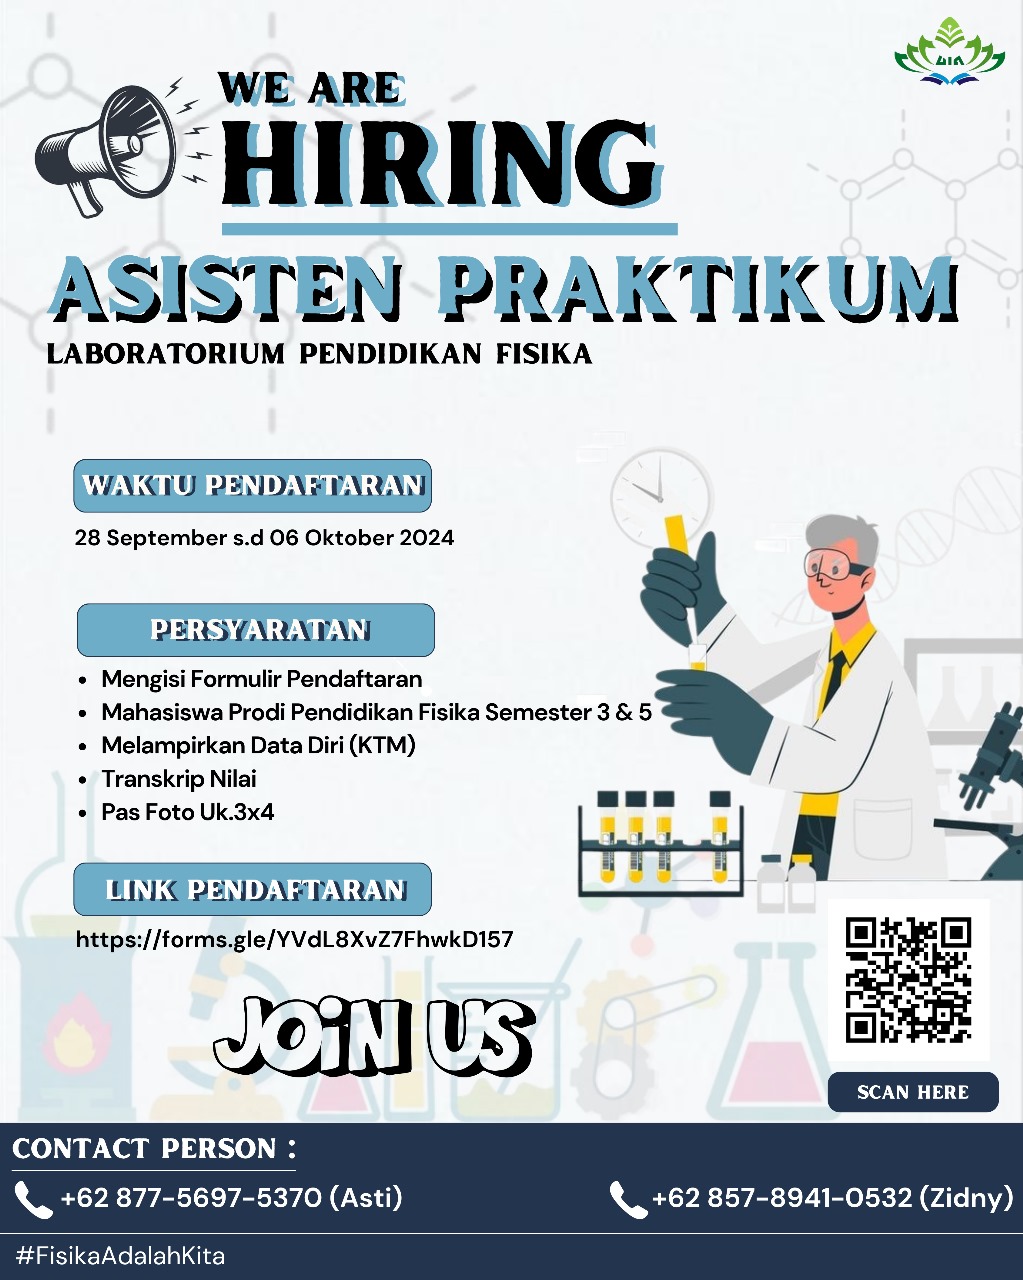 WE ARE
HIRING
ASISTEN PRAKTIKUM
LABORATORIUM PENDIDIKAN FISIKA
WAKTU PENDAFTARAN
28 September s.d 06 Oktober 2024
PERSYARATAN
• Mengisi Formulir Pendaftaran
• Mahasiswa Prodi Pendidikan Fisika Semester 3 & 5
• Melampirkan Data Diri (KTM)
• Transkrip Nilai
• Pas Foto Uk.3x4
LINK PENDAFTARAN
https://forms.gle/YVdL8XvZ7FhwkD157
JOiN US
SCAN HERE
CONTACT PERSON :
+62 877-5697-5370 (Asti)
+62 857-8941-0532 (Zidny)
#FisikaAdalahKita